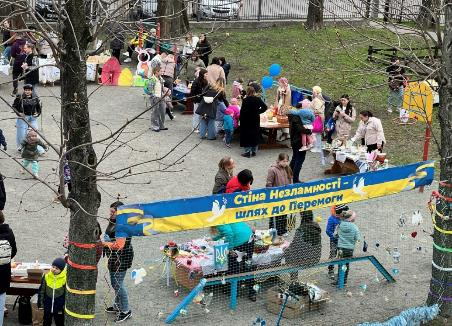 Стіна Незламності -
шлях до Перемоги